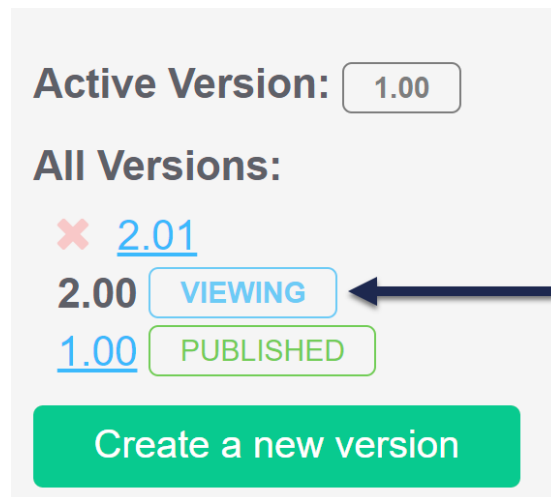 Active Version: 1.00
All Versions:
2.01
2.00 VIEWING
1.00 PUBLISHED
Create a new version